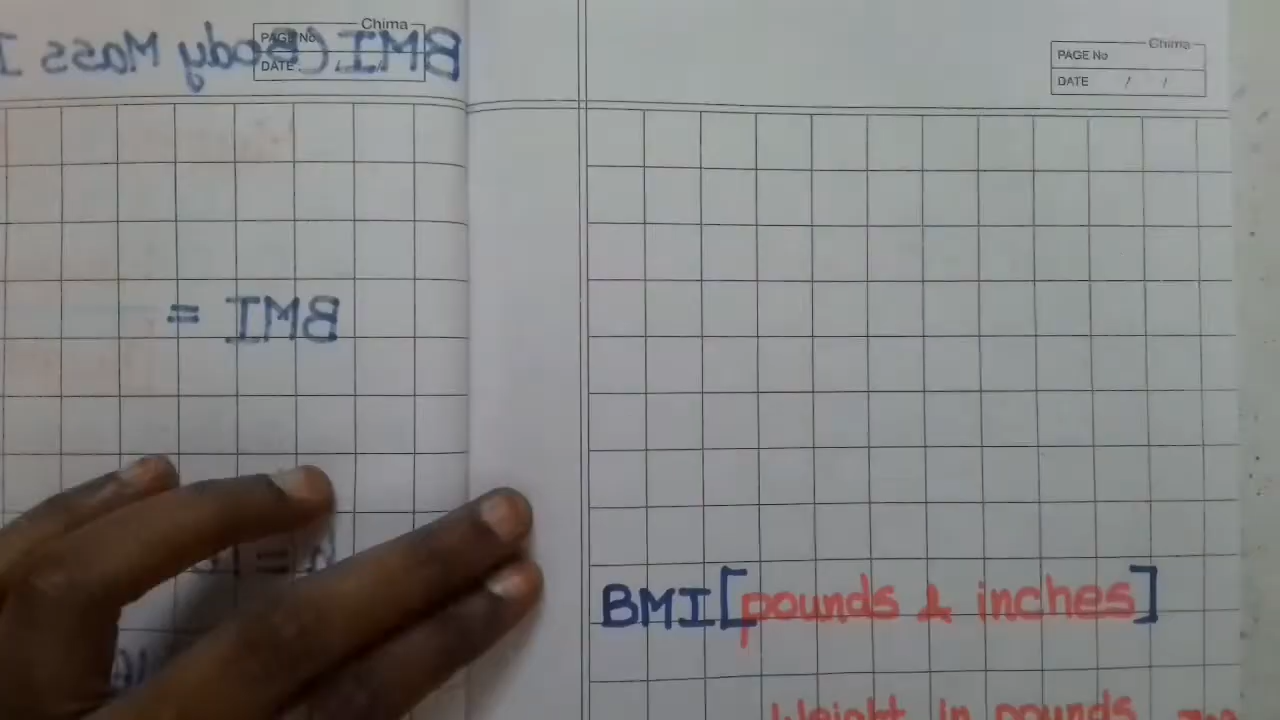 BMI (Body Mass I
Chima
PAGE No
DATE / /
BMI =
Chima
PAGE No
DATE / /
BMI[pounds & inches]
Weight in pounds